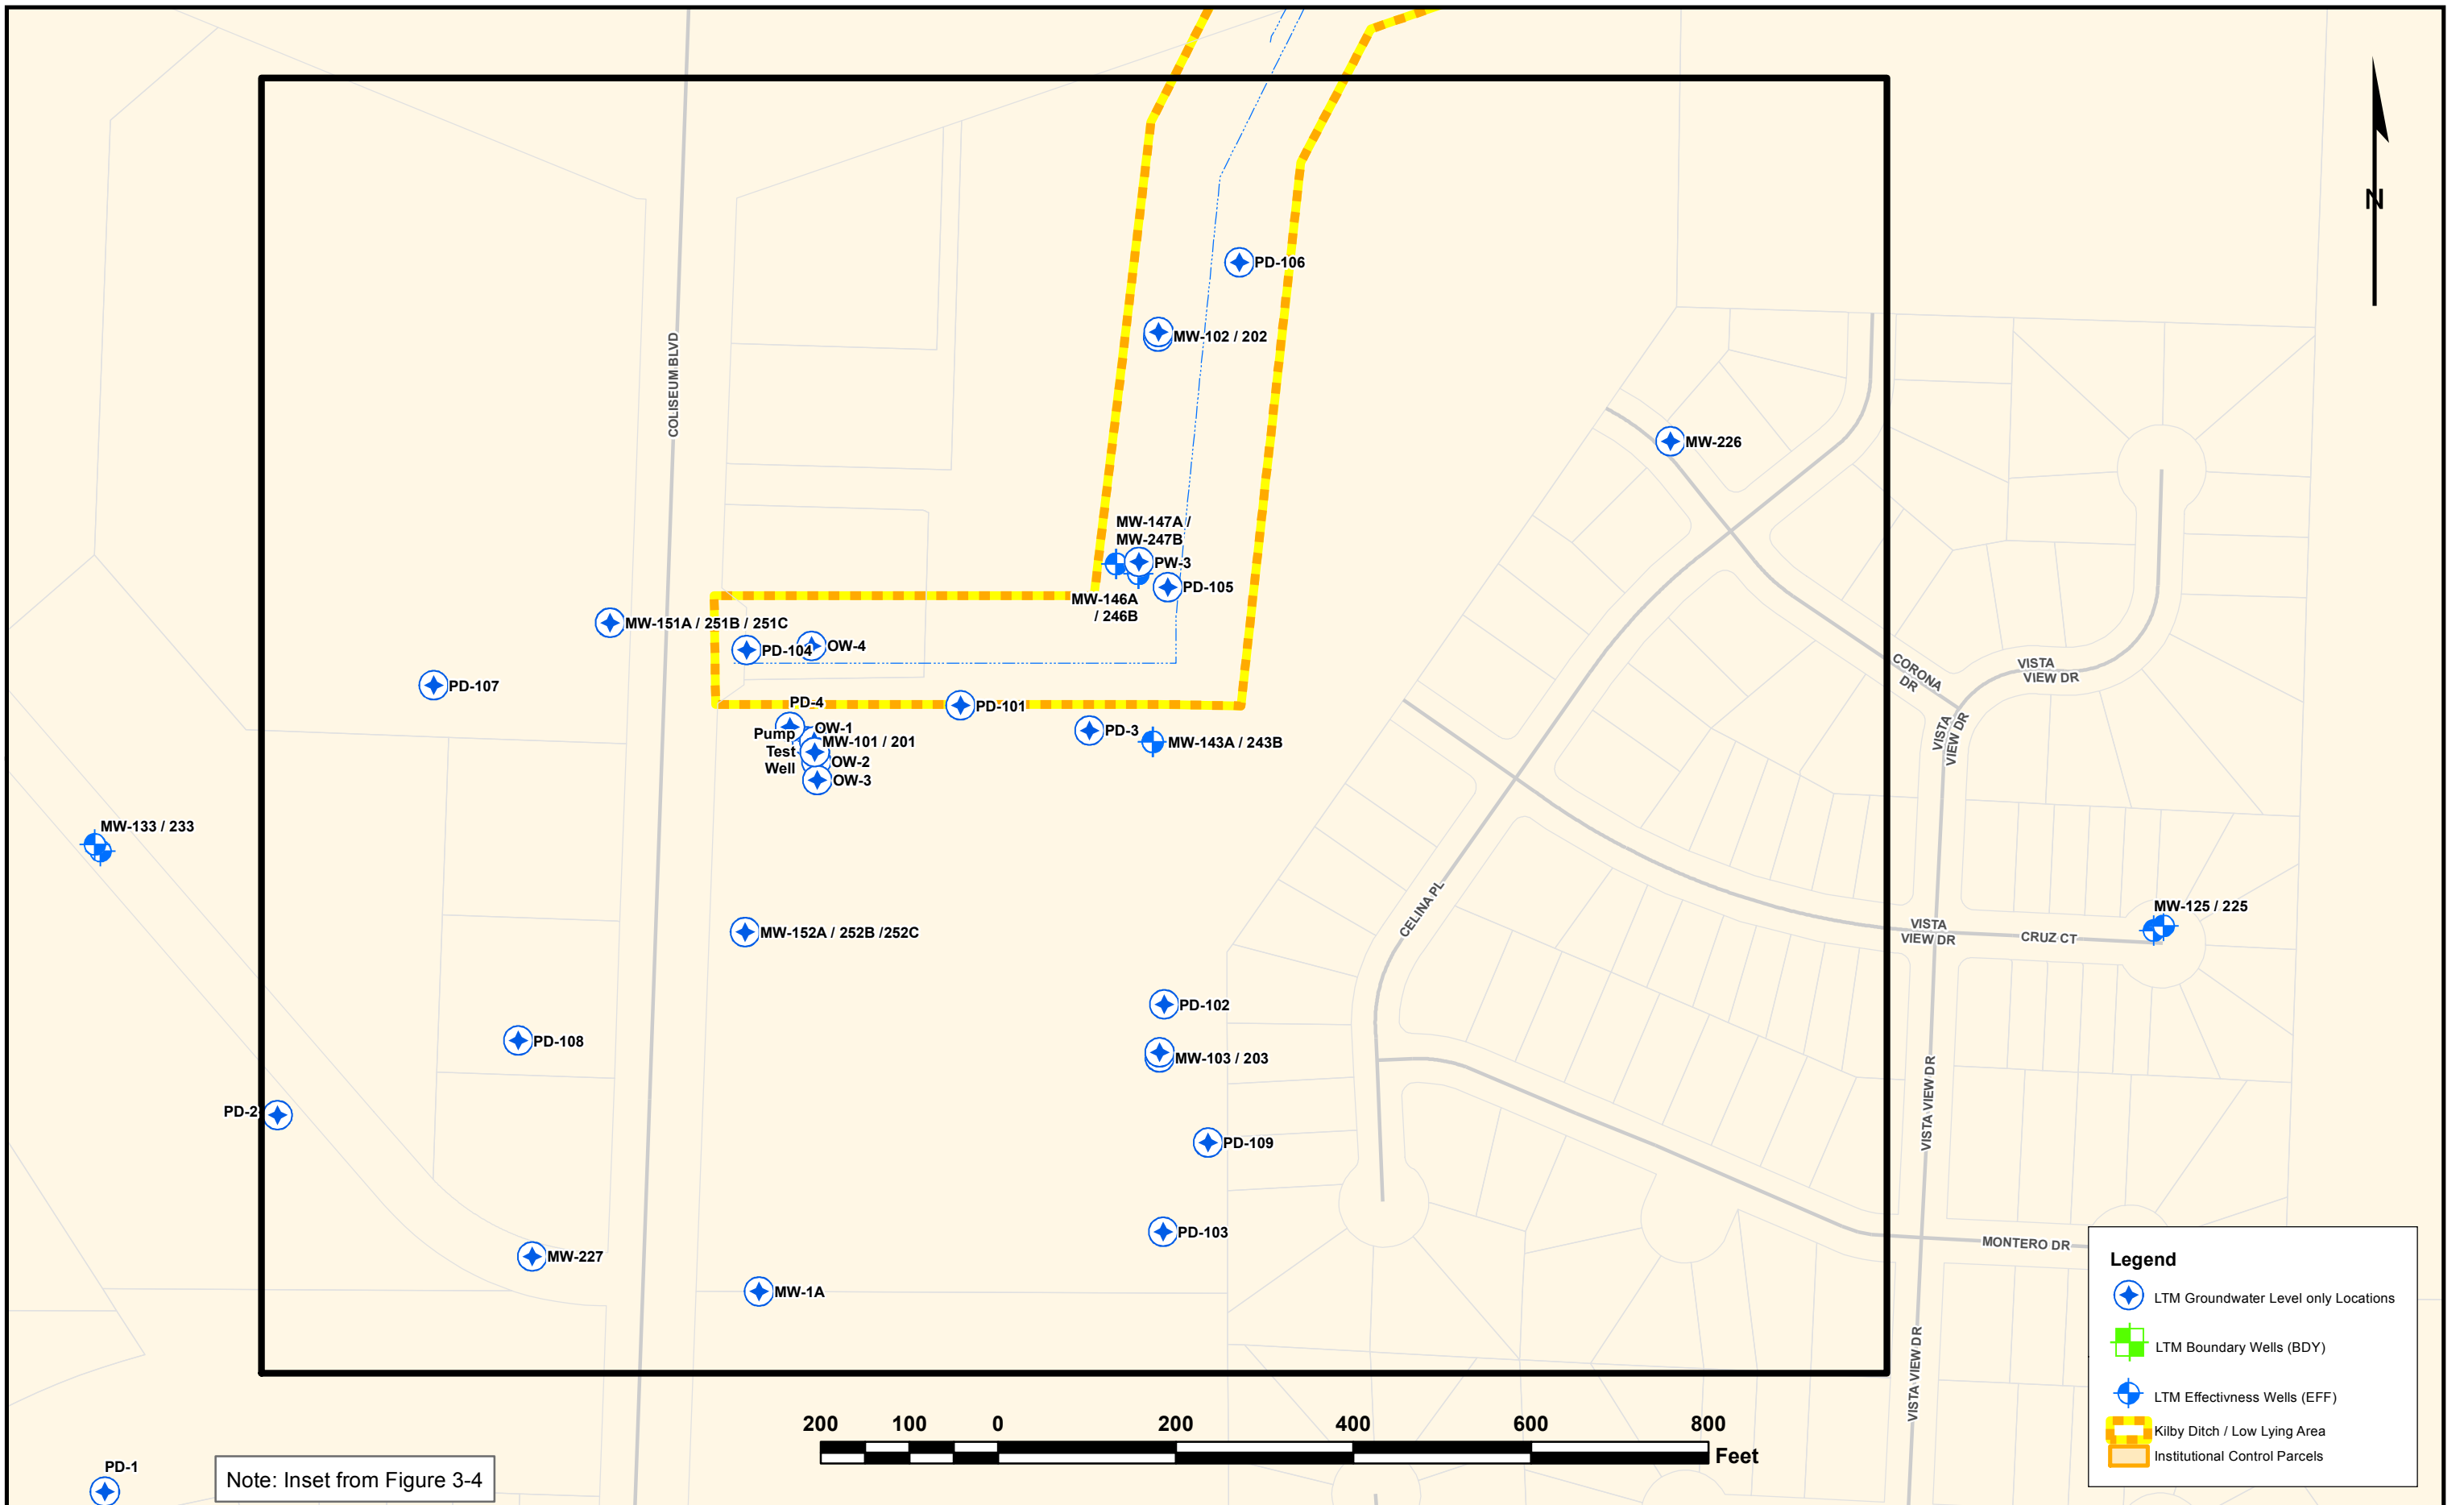 N
PD-106
MW-102 / 202
COLISEUM BLVD
MW-226
MW-147A /
MW-247B
PW-3
PD-105
MW-146A
/ 246B
MW-151A / 251B / 251C
PD-104
OW-4
PD-107
CORONA
DR
VISTA
VIEW DR
PD-4
PD-101
VISTA
VIEW DR
OW-1
PD-3
Pump
Test
Well
MW-101 / 201
MW-143A / 243B
OW-2
OW-3
MW-133 / 233
CELINA PL
MW-125 / 225
MW-152A / 252B /252C
VISTA
VIEW DR
CRUZ CT
PD-102
PD-108
MW-103 / 203
VISTA VIEW DR
PD-2
PD-109
PD-103
MONTERO DR
MW-227
MW-1A
VISTA VIEW DR
Legend
LTM Groundwater Level only Locations
LTM Boundary Wells (BDY)
LTM Effectivness Wells (EFF)
Kilby Ditch / Low Lying Area
Institutional Control Parcels
200 100 0 200 400 600 800
Feet
PD-1
Note: Inset from Figure 3-4